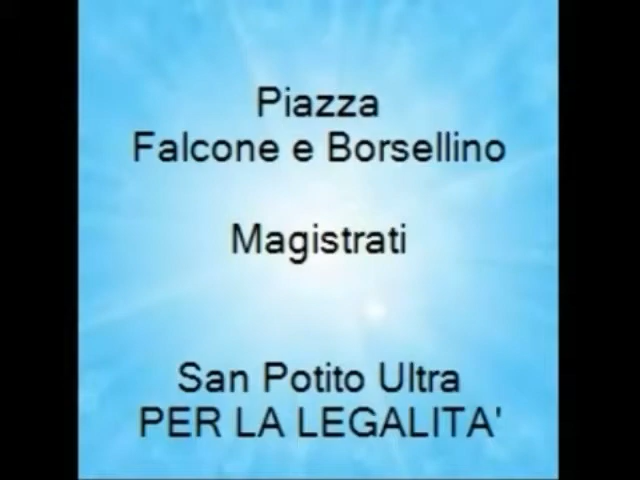 Piazza
Falcone e Borsellino
Magistrati
San Potito Ultra
PER LA LEGALITA'